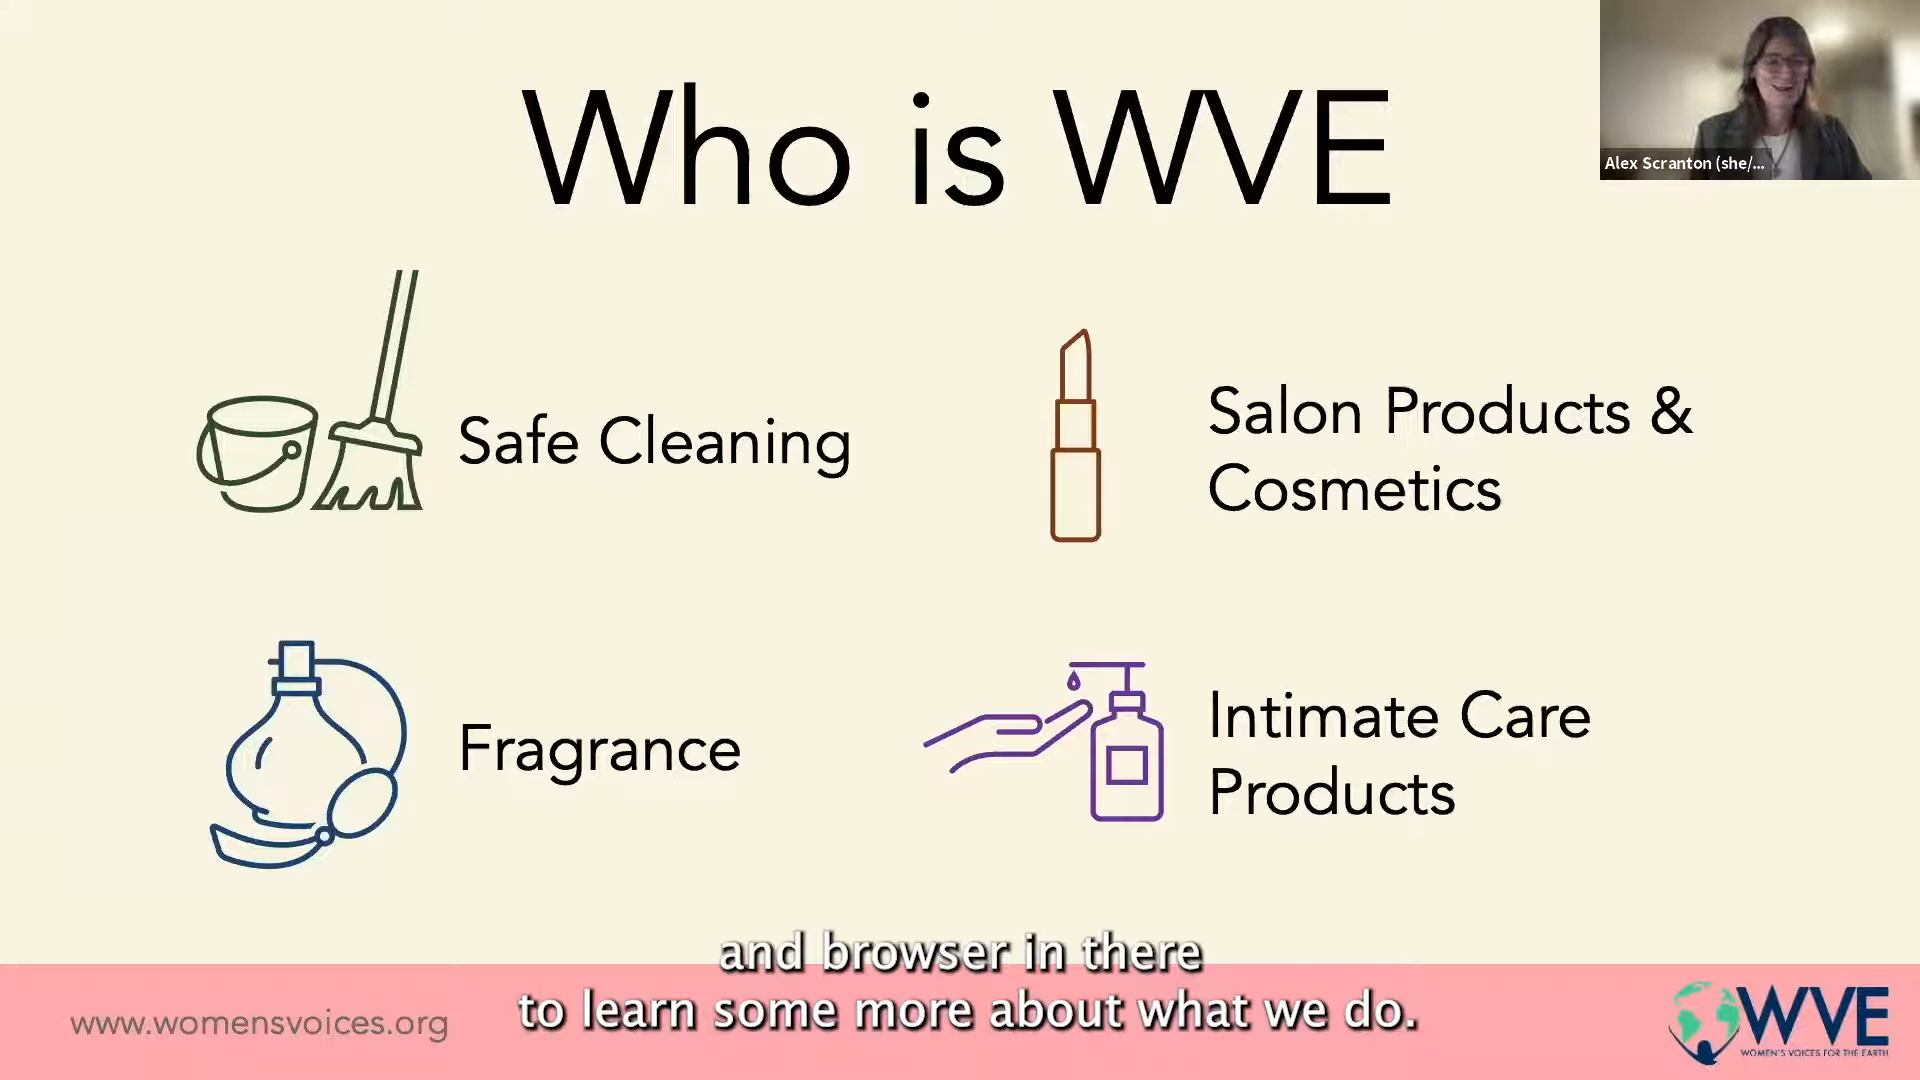 Who is WVE
Alex Scranton (she/...
Safe Cleaning
Salon Products &
Cosmetics
Fragrance
Intimate Care
Products
and browser in there
to learn some more about what we do.
www.womensvoices.org
WVE
WOMEN'S VOICES FOR THE EARTH